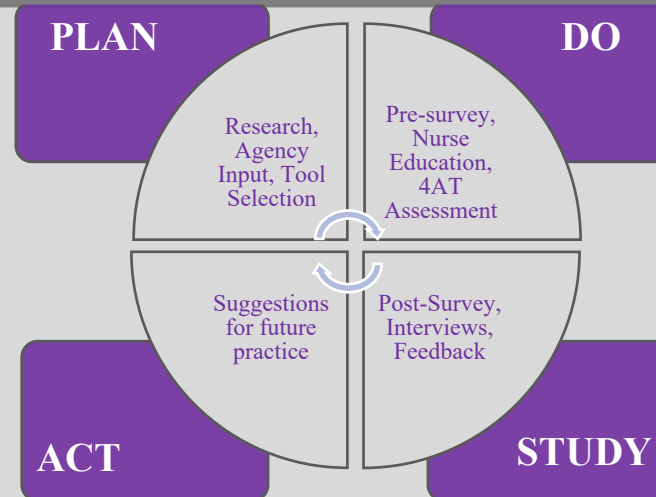 PLAN
Research,
Agency
Input, Tool
Selection
DO
Pre-survey,
Nurse
Education,
4AT
Assessment
Suggestions
for future
practice
ACT
Post-Survey,
Interviews,
Feedback
STUDY